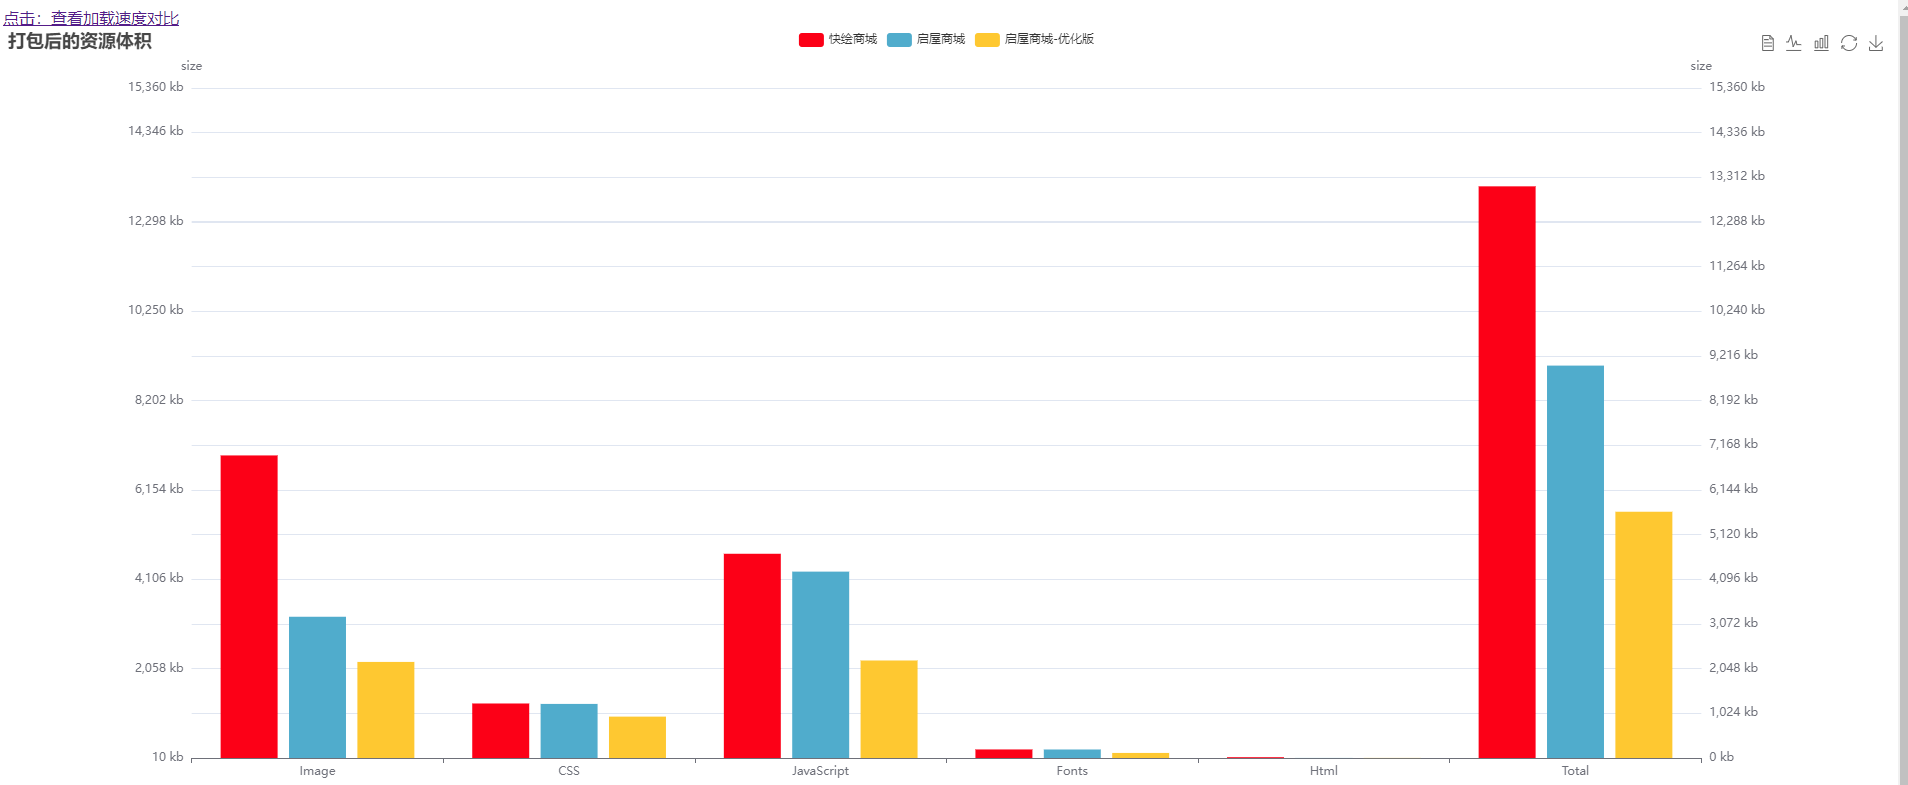 点击：查看加载速度对比
打包后的资源体积
快绘商城 启屋商城 启屋商城-优化版
size size
15,360 kb 15,360 kb
14,346 kb 14,336 kb
13,312 kb
12,298 kb 12,288 kb
11,264 kb
10,250 kb 10,240 kb
9,216 kb
8,202 kb 8,192 kb
7,168 kb
6,154 kb 6,144 kb
5,120 kb
4,106 kb 4,096 kb
3,072 kb
2,058 kb 2,048 kb
1,024 kb
10 kb 0 kb
Image CSS JavaScript Fonts Html Total